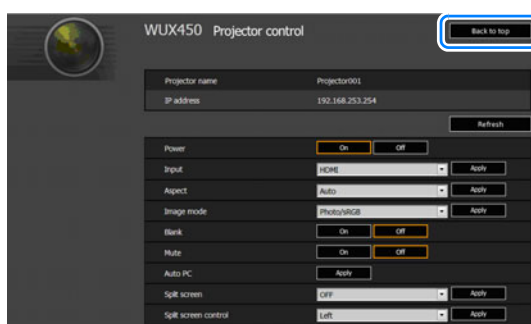 WUX450 Projector control
Back to top
Projector name Projector001
IP address 192.168.253.254
Refresh
Power On Off
Input HDMI Apply
Aspect Auto Apply
Image mode Photo/sRGB Apply
Blank On Off
Mute On Off
Auto PC Apply
Split screen OFF Apply
Split screen control Left Apply